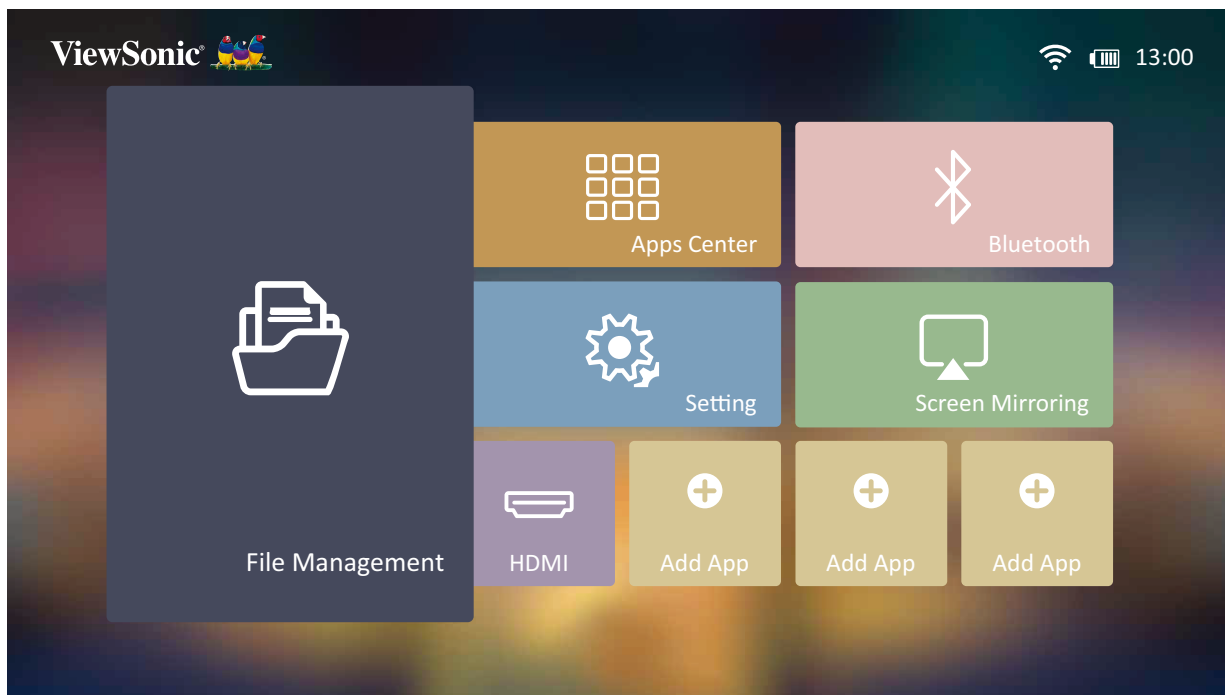 ViewSonic®
13:00
Apps Center
Bluetooth
Setting
Screen Mirroring
File Management
HDMI
Add App
Add App
Add App